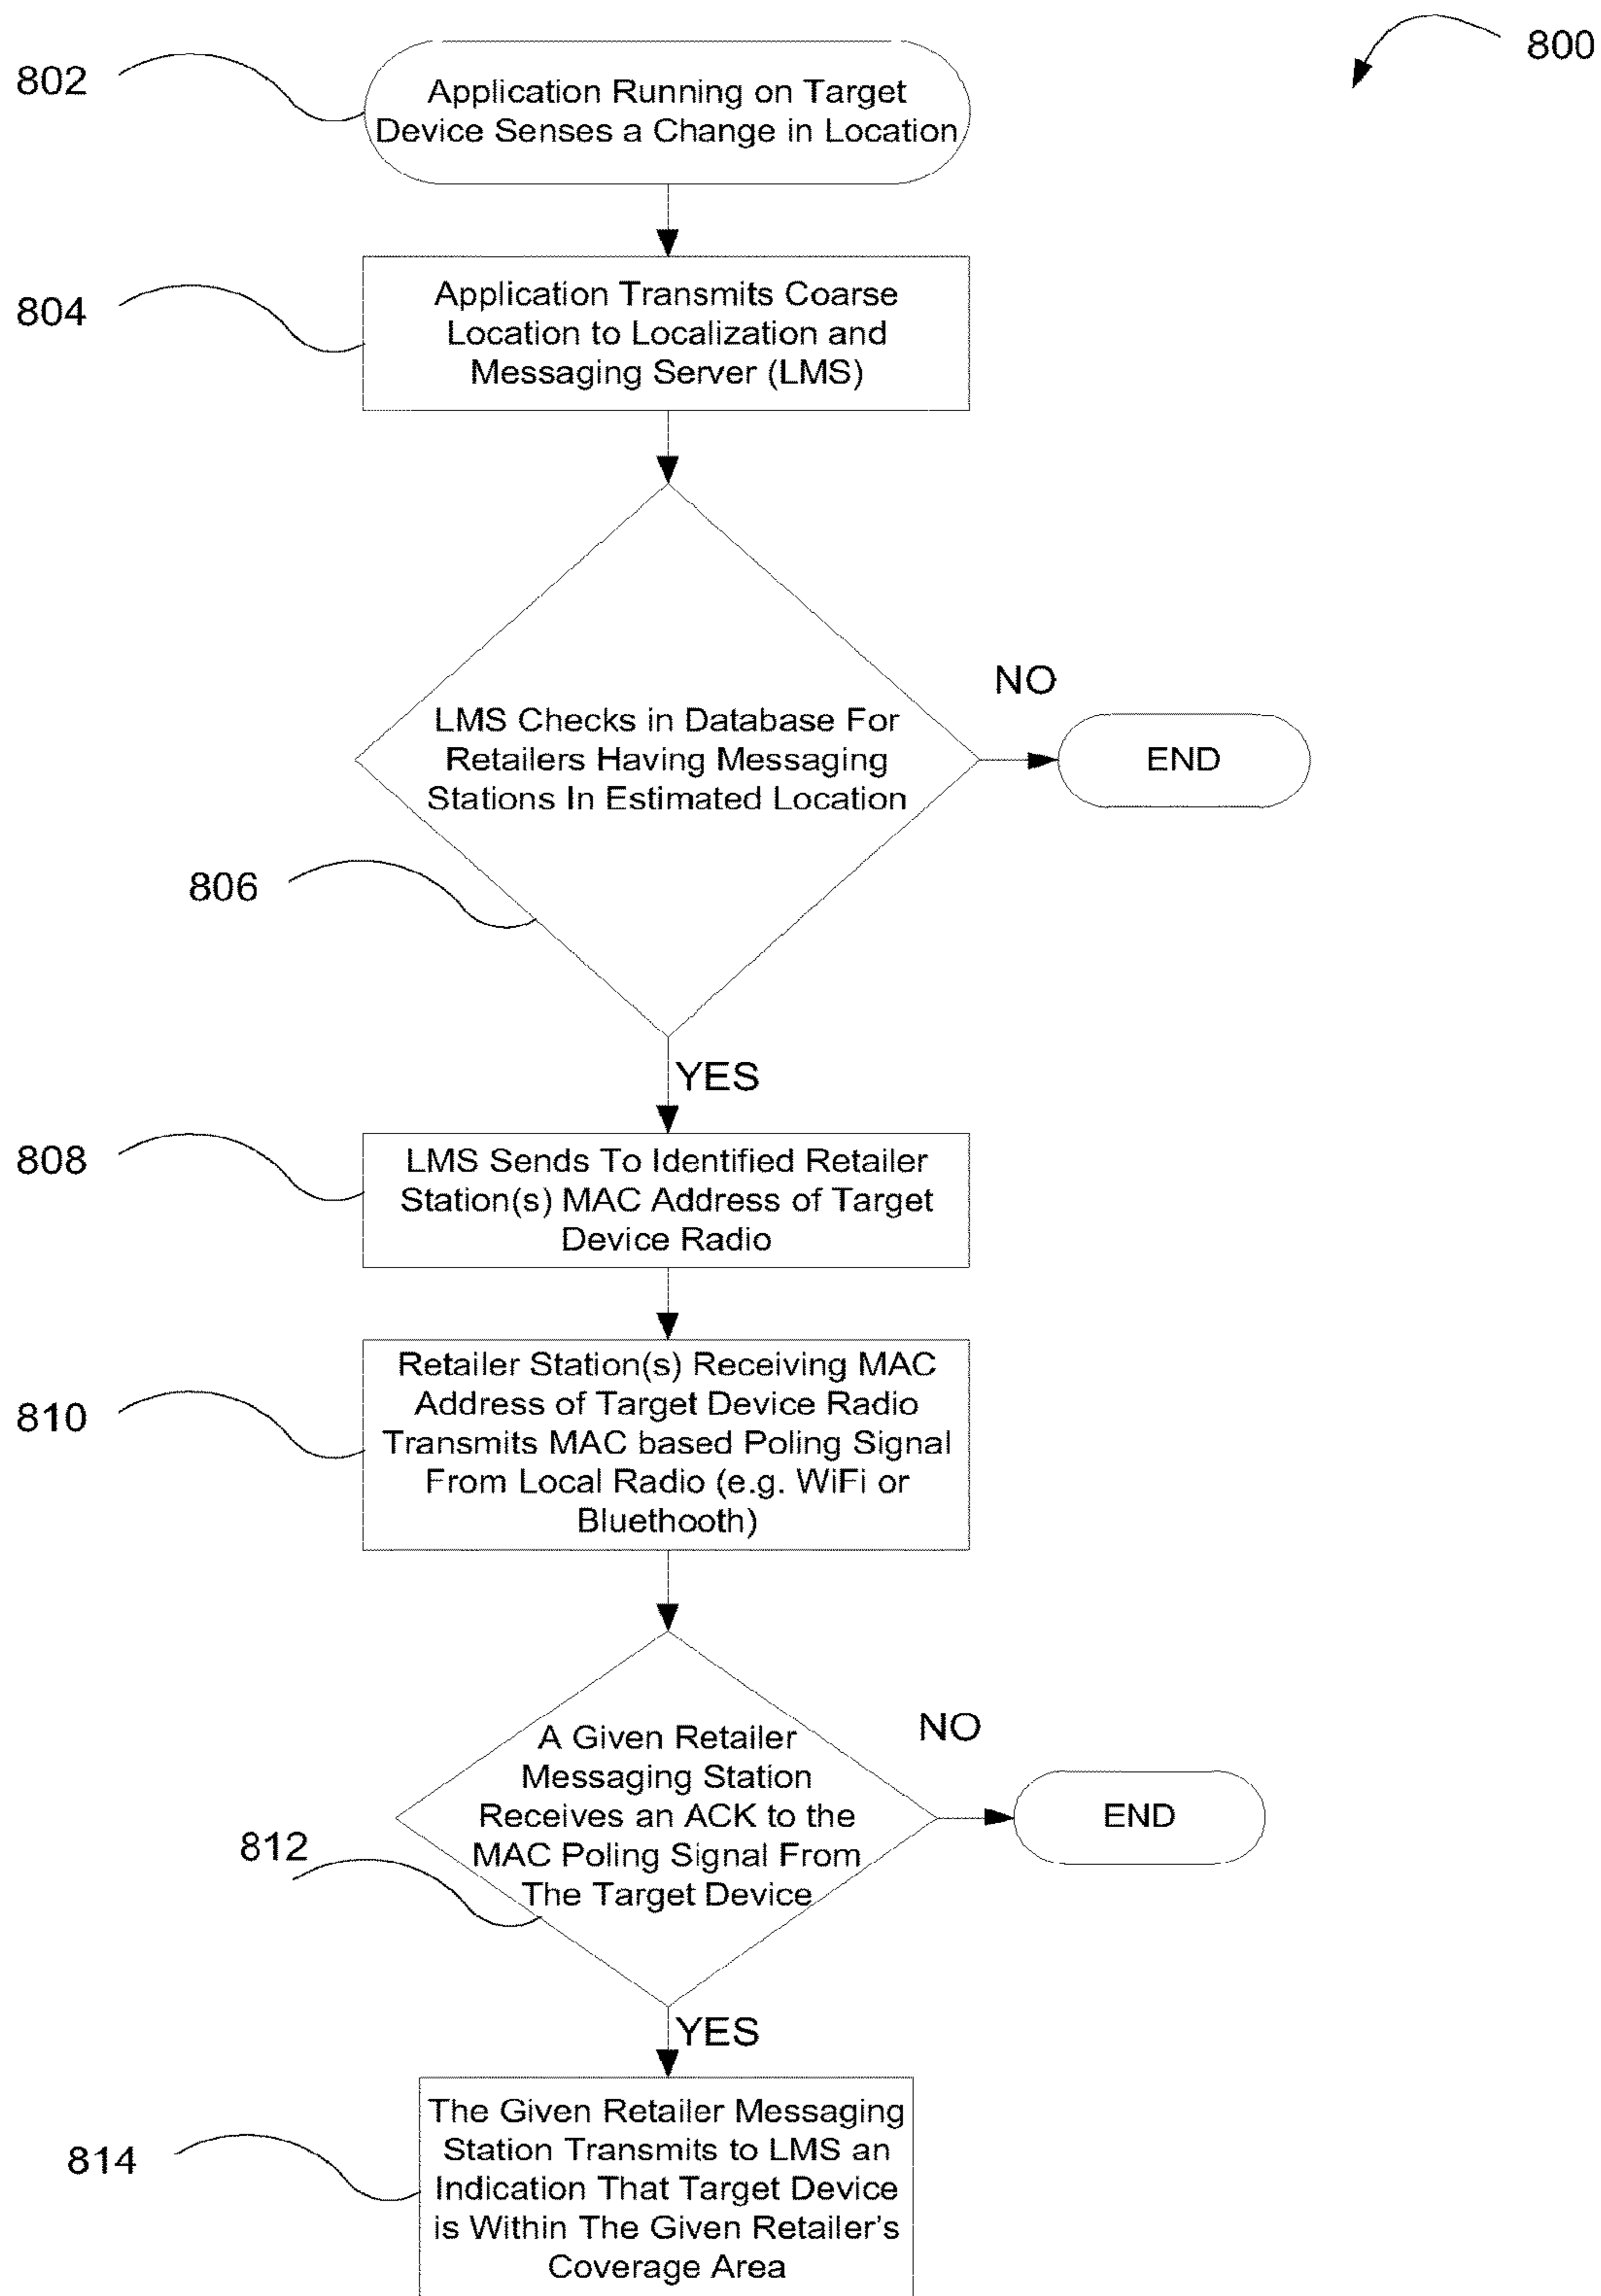 800
802
Application Running on Target
Device Senses a Change in Location
804
Application Transmits Coarse
Location to Localization and
Messaging Server (LMS)
LMS Checks in Database For
Retailers Having Messaging
Stations In Estimated Location
NO
END
806
YES
808
LMS Sends To Identified Retailer
Station(s) MAC Address of Target
Device Radio
810
Retailer Station(s) Receiving MAC
Address of Target Device Radio
Transmits MAC based Poling Signal
From Local Radio (e.g. WiFi or
Bluethooth)
A Given Retailer
Messaging Station
Receives an ACK to the
MAC Poling Signal From
The Target Device
NO
END
812
YES
814
The Given Retailer Messaging
Station Transmits to LMS an
Indication That Target Device
is Within The Given Retailer's
Coverage Area